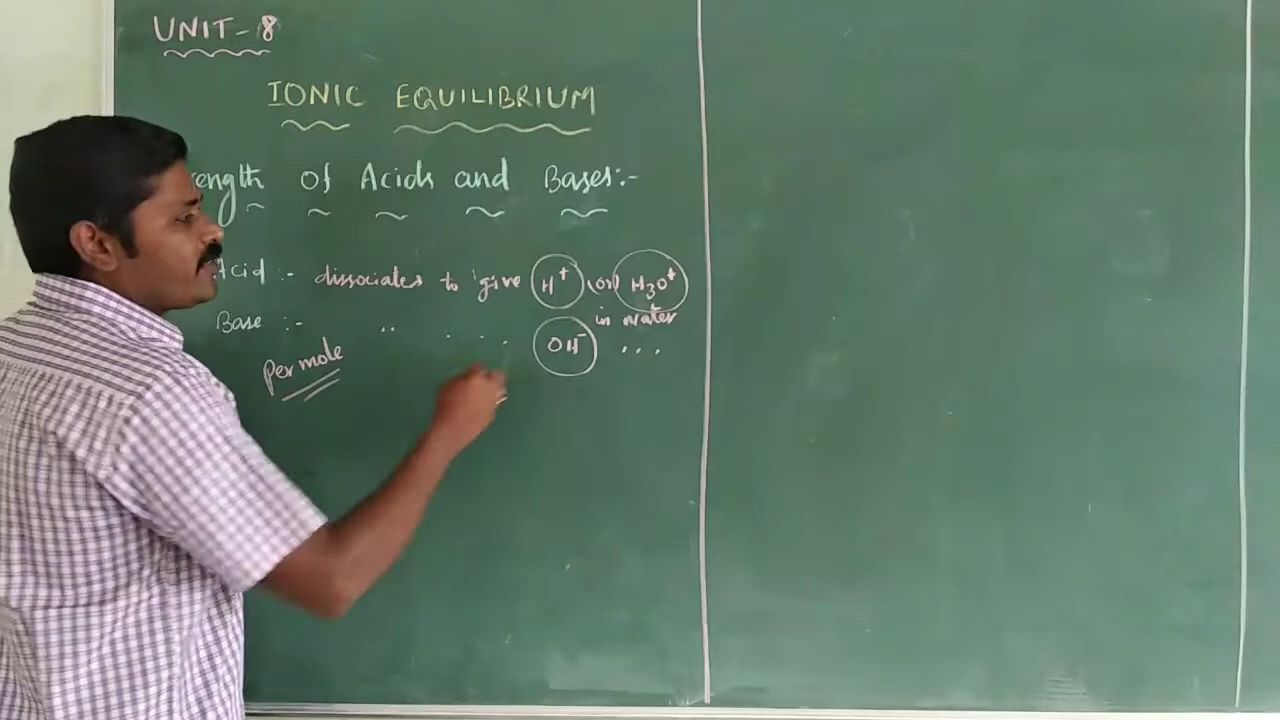 UNIT-8
IONIC EQUILIBRIUM
ength of Acids and Bases:-
Acid :- dissociates to give H⁺ (or) H₃O⁺
in water
Base :- " " " OH⁻ " " "
Per mole